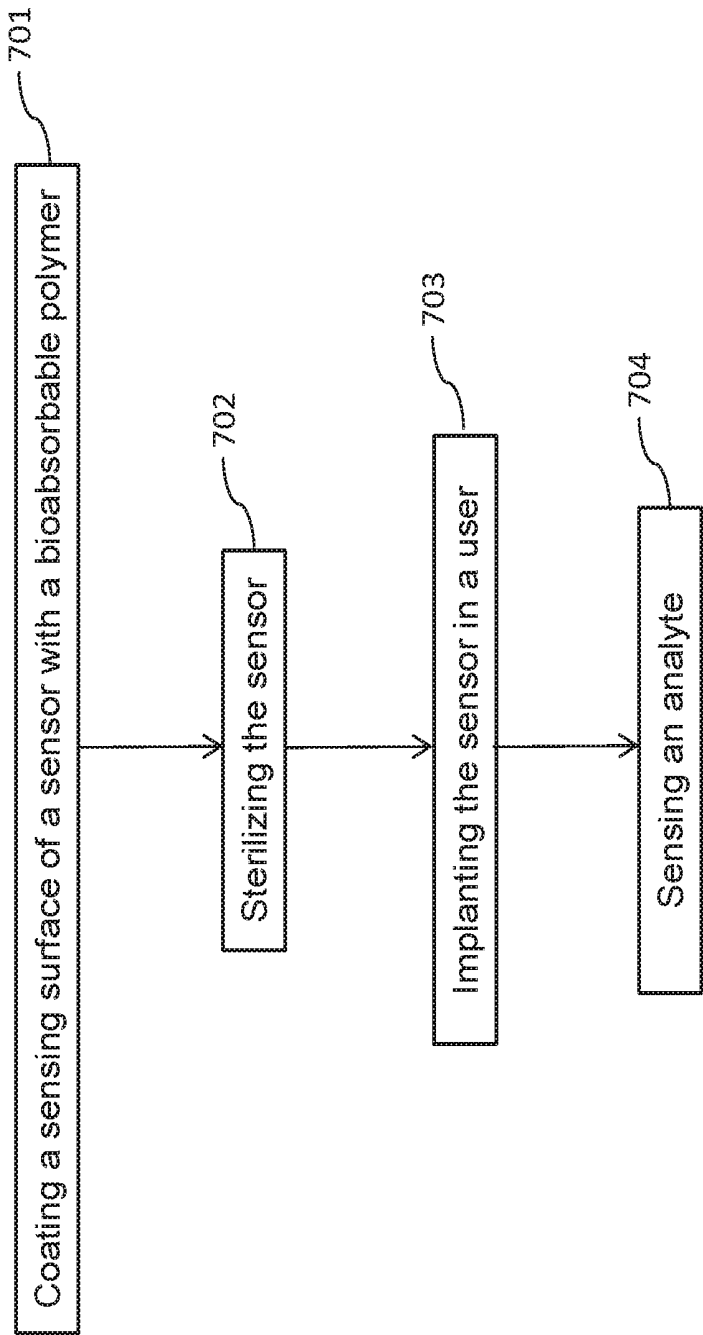 Coating a sensing surface of a sensor with a bioabsorbable polymer
701
Sterilizing the sensor
702
Implanting the sensor in a user
703
Sensing an analyte
704